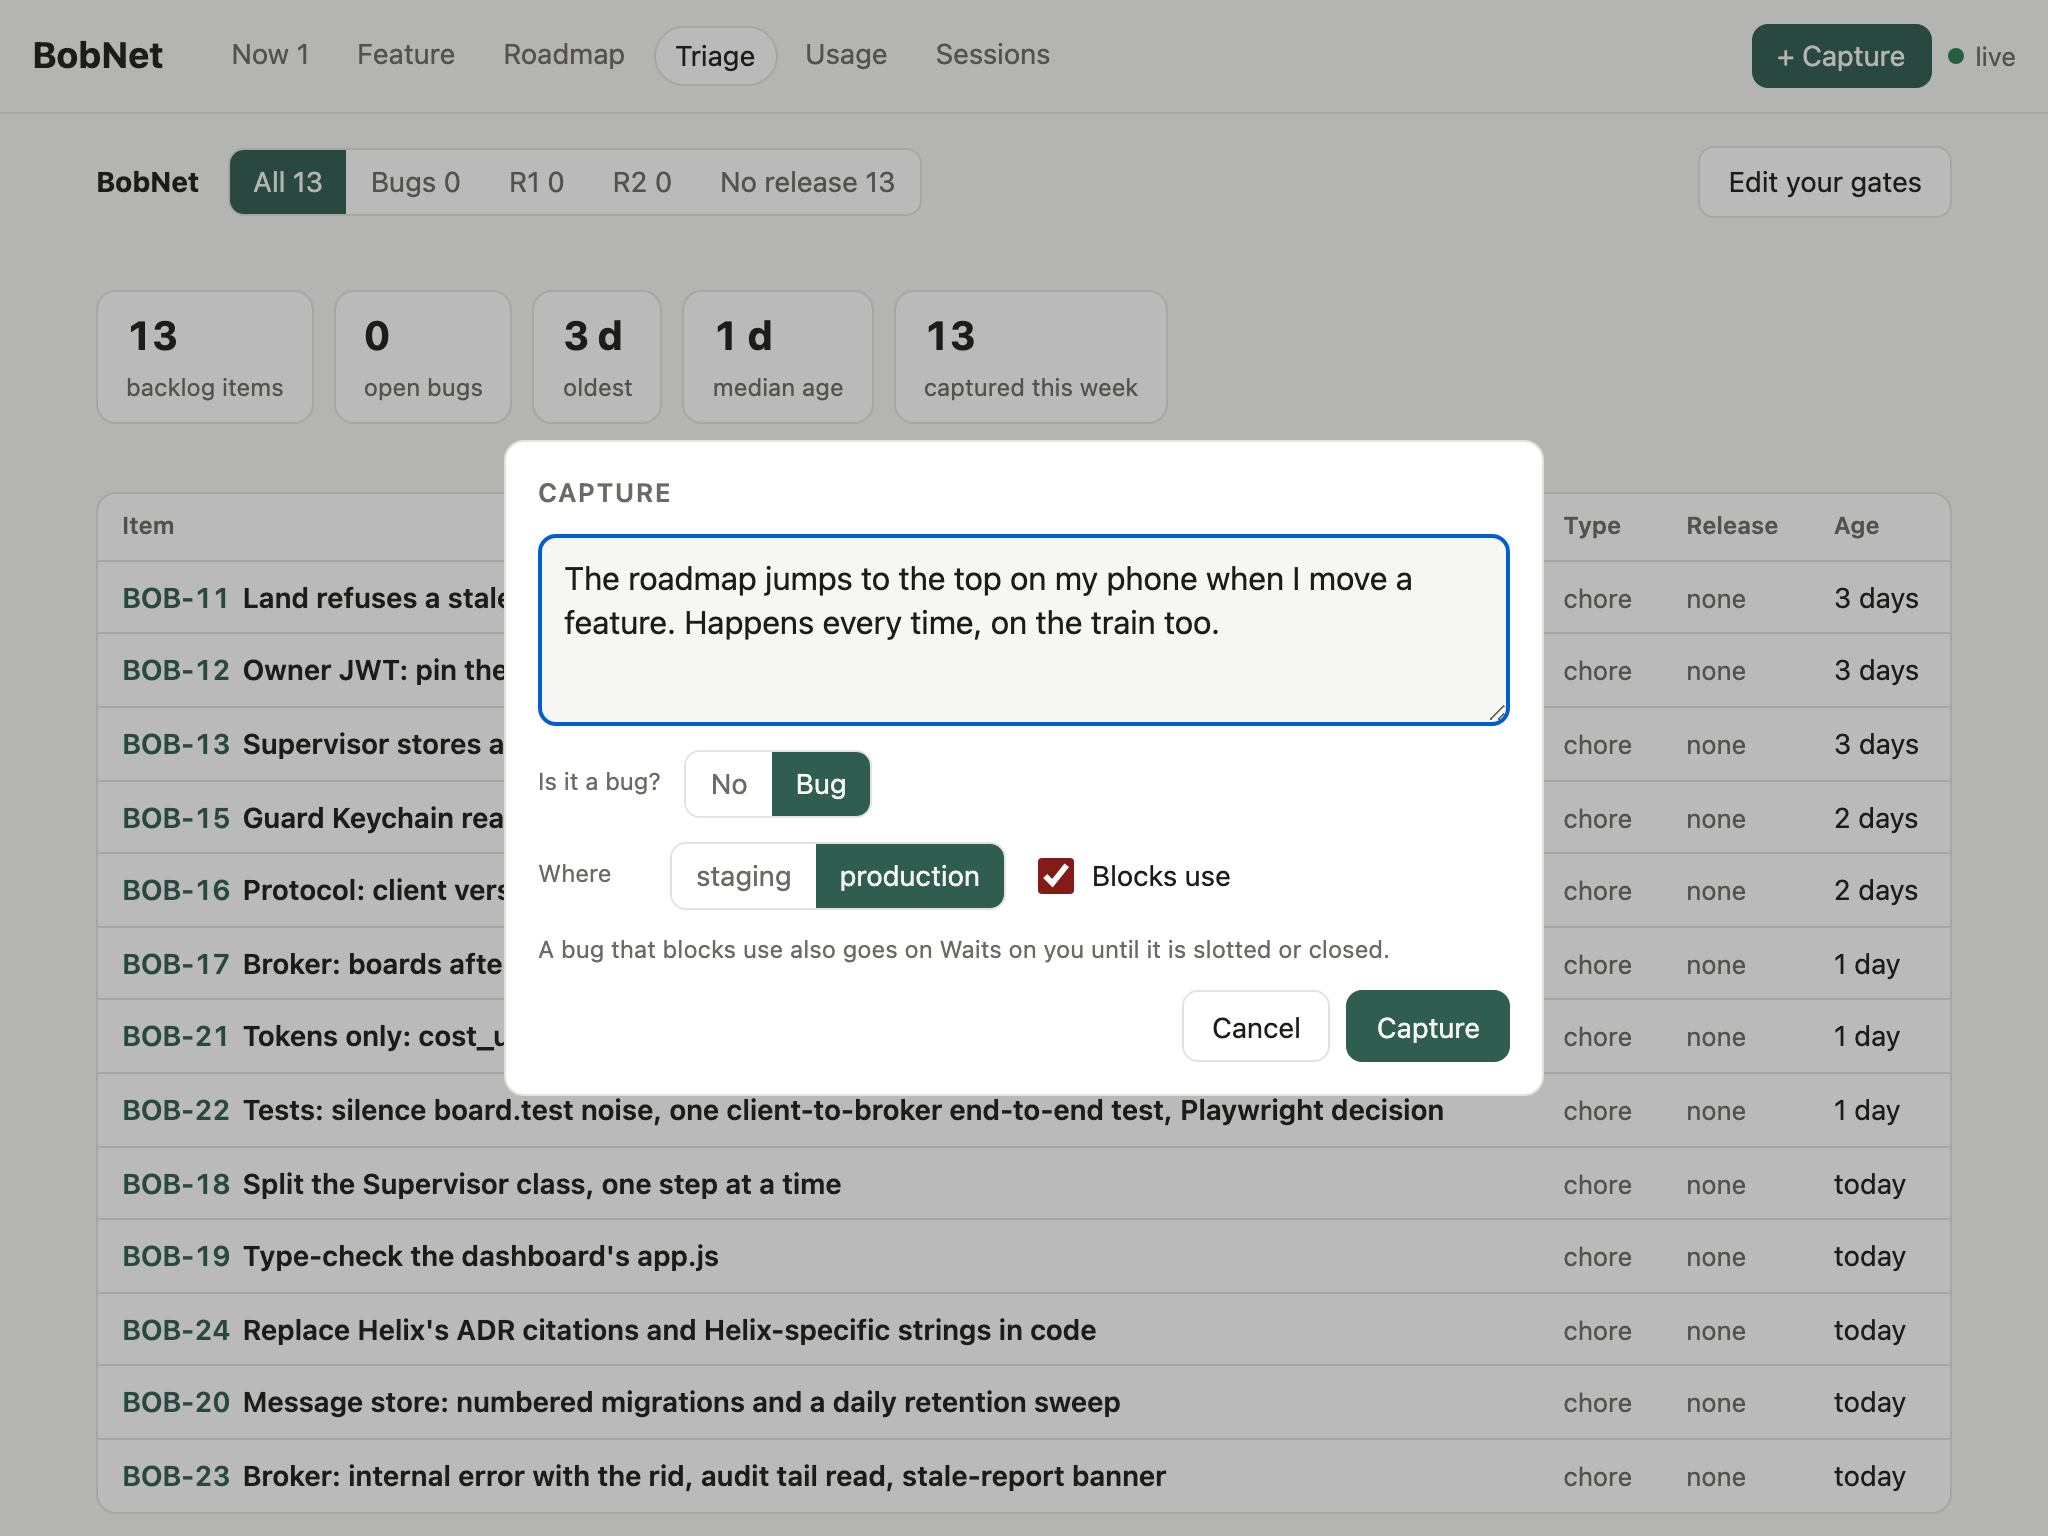 BobNet
Now 1
Feature
Roadmap
Triage
Usage
Sessions
+ Capture
live
BobNet
All 13
Bugs 0
R1 0
R2 0
No release 13
Edit your gates
13
backlog items
0
open bugs
3 d
oldest
1 d
median age
13
captured this week
CAPTURE
The roadmap jumps to the top on my phone when I move a
feature. Happens every time, on the train too.
Is it a bug?
No
Bug
Where
staging
production
Blocks use
A bug that blocks use also goes on Waits on you until it is slotted or closed.
Cancel
Capture
Item Type Release Age
BOB-11 Land refuses a stale chore none 3 days
BOB-12 Owner JWT: pin the chore none 3 days
BOB-13 Supervisor stores a chore none 3 days
BOB-15 Guard Keychain rea chore none 2 days
BOB-16 Protocol: client vers chore none 2 days
BOB-17 Broker: boards afte chore none 1 day
BOB-21 Tokens only: cost_u chore none 1 day
BOB-22 Tests: silence board.test noise, one client-to-broker end-to-end test, Playwright decision chore none 1 day
BOB-18 Split the Supervisor class, one step at a time chore none today
BOB-19 Type-check the dashboard's app.js chore none today
BOB-24 Replace Helix's ADR citations and Helix-specific strings in code chore none today
BOB-20 Message store: numbered migrations and a daily retention sweep chore none today
BOB-23 Broker: internal error with the rid, audit tail read, stale-report banner chore none today